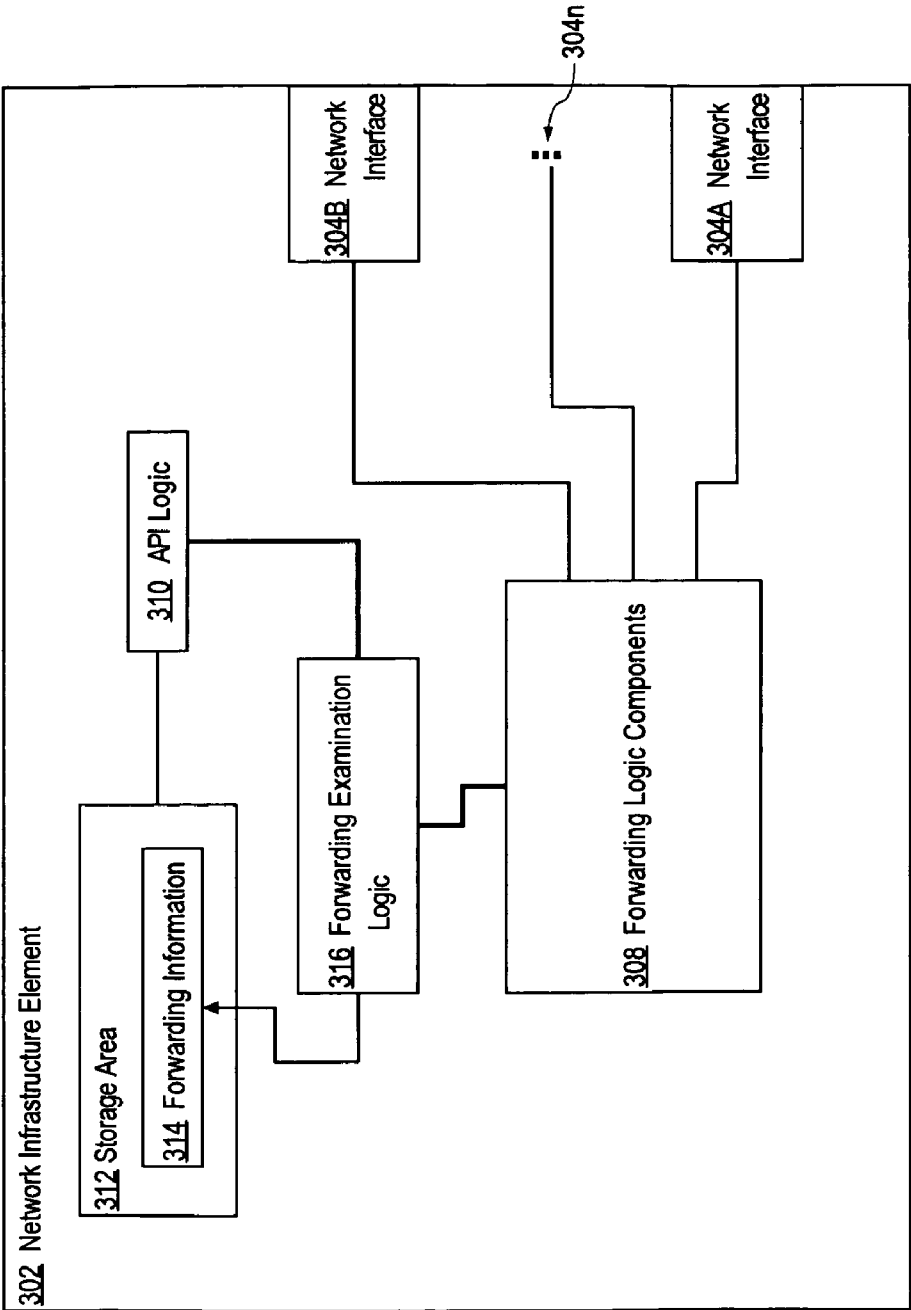 302 Network Infrastructure Element
312 Storage Area
314 Forwarding Information
310 API Logic
316 Forwarding Examination
Logic
308 Forwarding Logic Components
304B Network
Interface
304n
304A Network
Interface